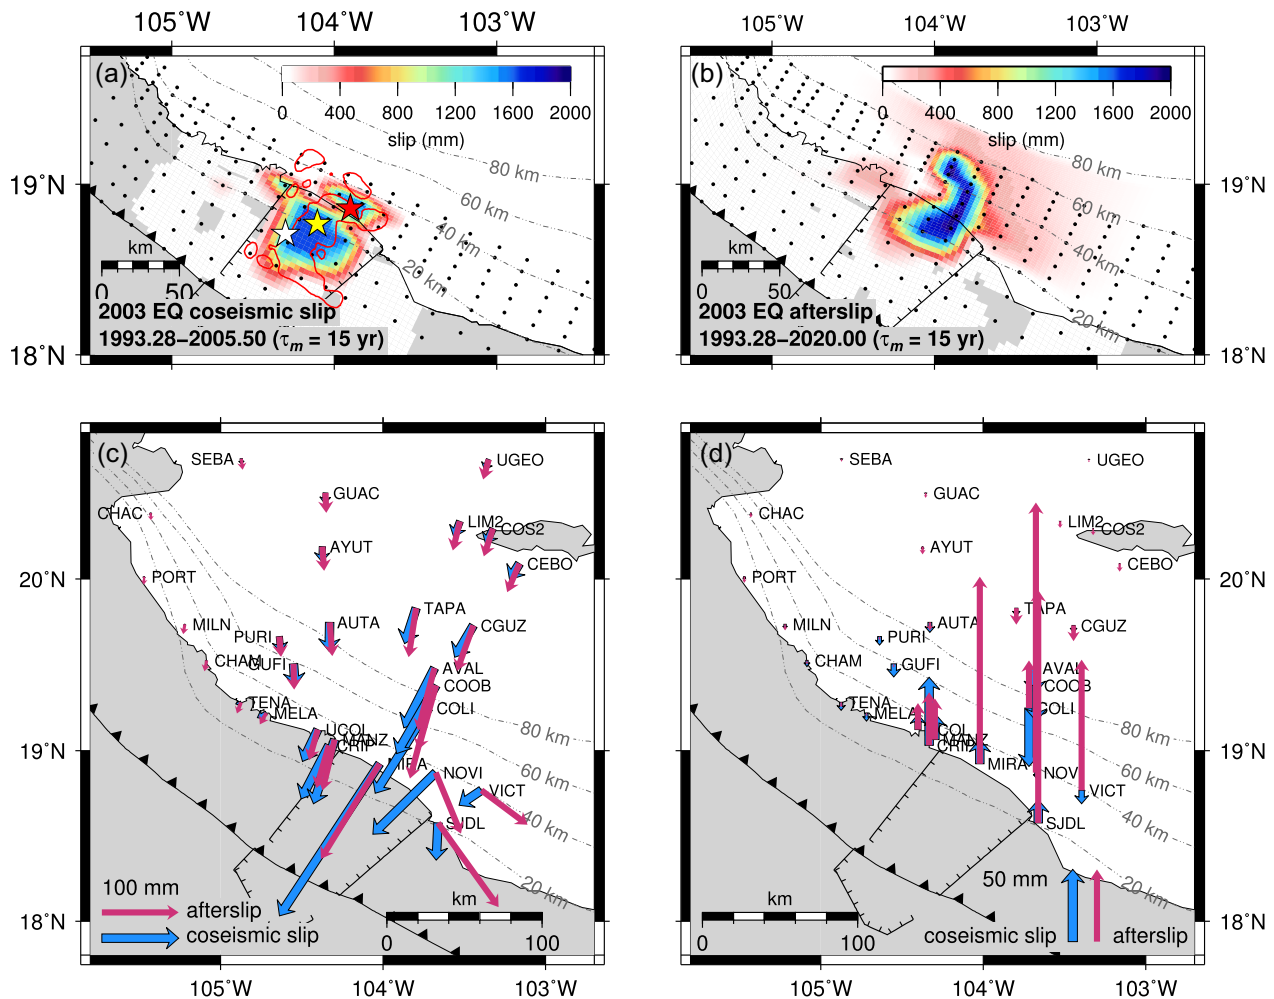 105°W 104°W 103°W
(a)
0 400 800 1200 1600 2000
slip (mm)
80 km
60 km
40 km
20 km
19°N
18°N
km
0 50
2003 EQ coseismic slip
1993.28−2005.50 (τm = 15 yr)
105°W 104°W 103°W
(b)
0 400 800 1200 1600 2000
slip (mm)
80 km
60 km
40 km
20 km
19°N
18°N
km
0 50
2003 EQ afterslip
1993.28−2020.00 (τm = 15 yr)
(c)
SEBA
UGEO
GUAC
CHAC
LIM2
COS2
AYUT
CEBO
PORT
20°N
TAPA
MILN
PURI
AUTA
CGUZ
CHAM
GUFI
AVAL
COOB
TENA
MELA
COLI
UCOL
MANZ
CRIP
MIRA
NOVI
VICT
SJDL
80 km
60 km
40 km
20 km
19°N
18°N
100 mm
afterslip
coseismic slip
km
0 100
105°W 104°W 103°W
(d)
SEBA
UGEO
GUAC
CHAC
LIM2
COS2
AYUT
CEBO
PORT
20°N
TAPA
MILN
PURI
AUTA
CGUZ
CHAM
GUFI
AVAL
COOB
TENA
MELA
COLI
MANZ
MIRA
NOVI
VICT
SJDL
80 km
60 km
40 km
20 km
19°N
18°N
50 mm
km
0 100
coseismic slip
afterslip
105°W 104°W 103°W